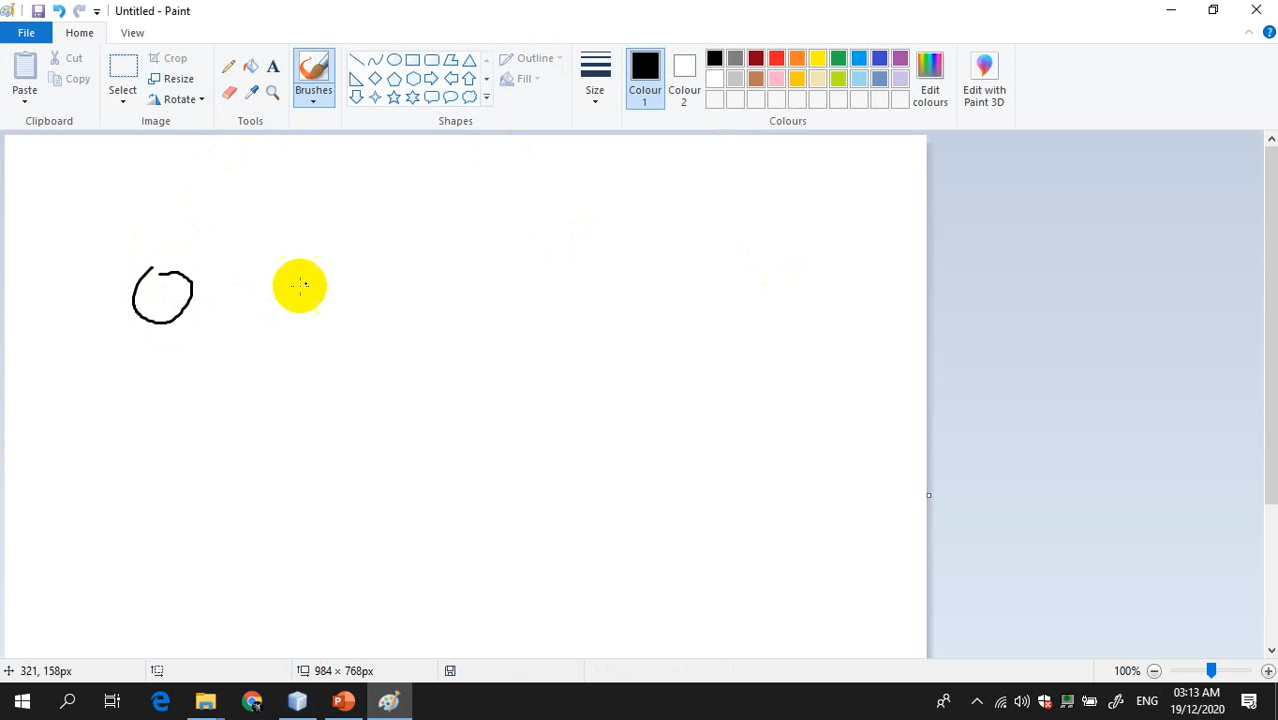 Untitled - Paint
File
Home
View
Paste
Cut
Copy
Clipboard
Select
Crop
Resize
Rotate
Image
A
Tools
Brushes
Outline
Fill
Shapes
Size
Colour 1
Colour 2
Edit colours
Colours
Edit with Paint 3D
321, 158px
984 × 768px
100%
ENG
03:13 AM
19/12/2020